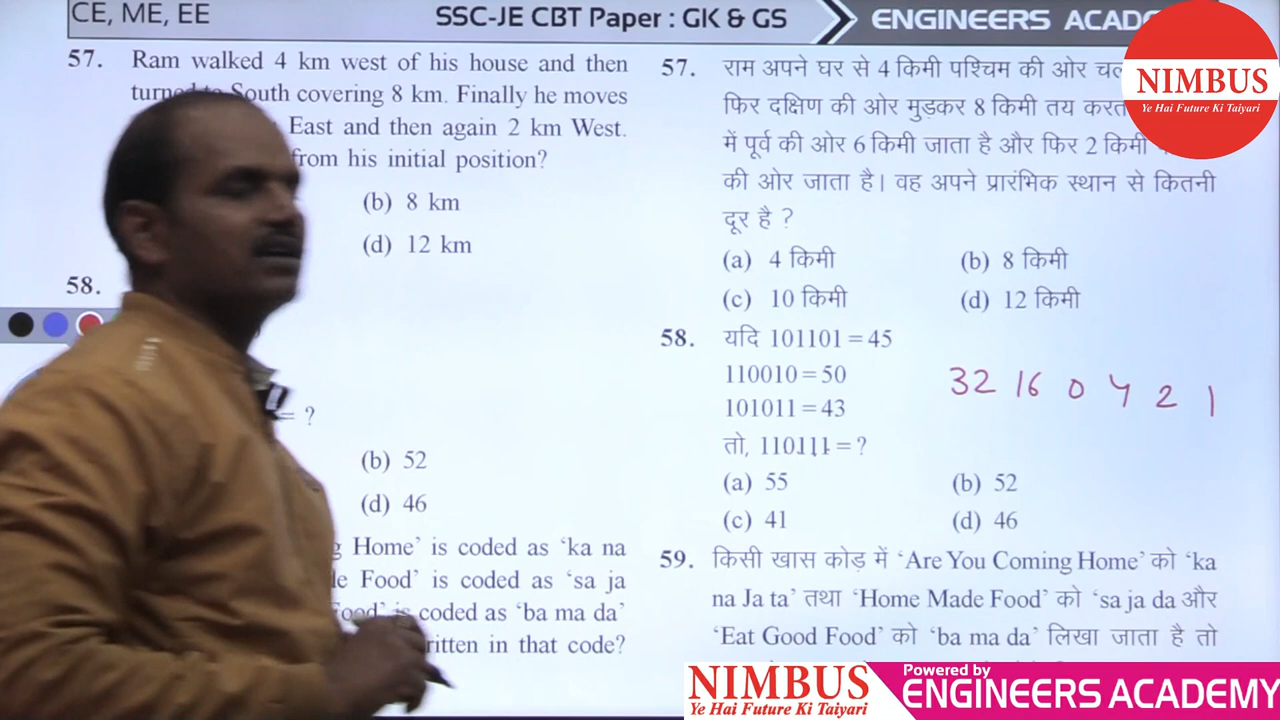 CE, ME, EE
SSC-JE CBT Paper : GK & GS
ENGINEERS ACAD
NIMBUS
Ye Hai Future Ki Taiyari
57. Ram walked 4 km west of his house and then
South covering 8 km. Finally he moves
East and then again 2 km West.
from his initial position?
(b) 8 km
(d) 12 km
58.
= ?
(b) 52
(d) 46
Home' is coded as 'ka na
Food' is coded as 'sa ja
is coded as 'ba ma da'
in that code?
57. राम अपने घर से 4 किमी पश्चिम की ओर
फिर दक्षिण की ओर मुड़कर 8 किमी तय
में पूर्व की ओर 6 किमी जाता है और फिर 2 किमी
की ओर जाता है। वह अपने प्रारंभिक स्थान से कितनी
दूर है ?
(a) 4 किमी (b) 8 किमी
(c) 10 किमी (d) 12 किमी
58. यदि 101101 = 45
110010 = 50
101011 = 43
तो, 110111 = ?
32 16 0 4 2 1
(a) 55 (b) 52
(c) 41 (d) 46
59. किसी खास कोड़ में 'Are You Coming Home' को 'ka
na Ja ta' तथा 'Home Made Food' को 'sa ja da और
'Eat Good Food' को 'ba ma da' लिखा जाता है तो
NIMBUS
Ye Hai Future Ki Taiyari
Powered by
ENGINEERS ACADEMY